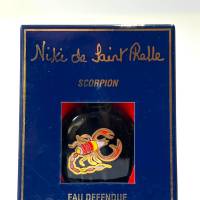 Niki de Saint Phalle
SCORPION
EAU DEFENDUE